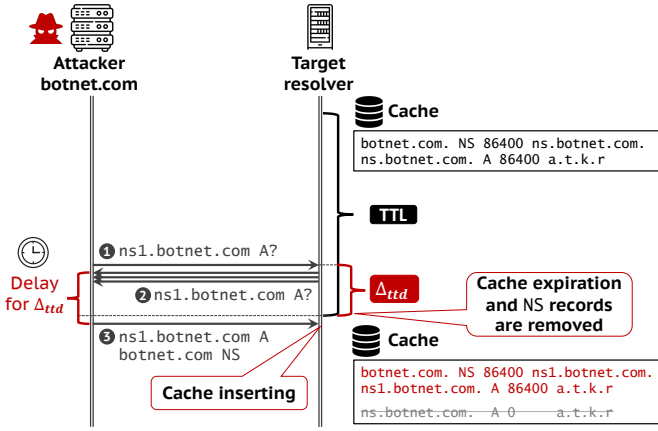 Attacker
botnet.com
Target
resolver
Cache
botnet.com. NS 86400 ns.botnet.com.
ns.botnet.com. A 86400 a.t.k.r
TTL
❶ ns1.botnet.com A?
Delay
for Δttd
❷ ns1.botnet.com A?
Δttd
Cache expiration
and NS records
are removed
❸ ns1.botnet.com A
botnet.com NS
Cache inserting
Cache
botnet.com. NS 86400 ns1.botnet.com.
ns1.botnet.com. A 86400 a.t.k.r
ns.botnet.com. A 0 a.t.k.r